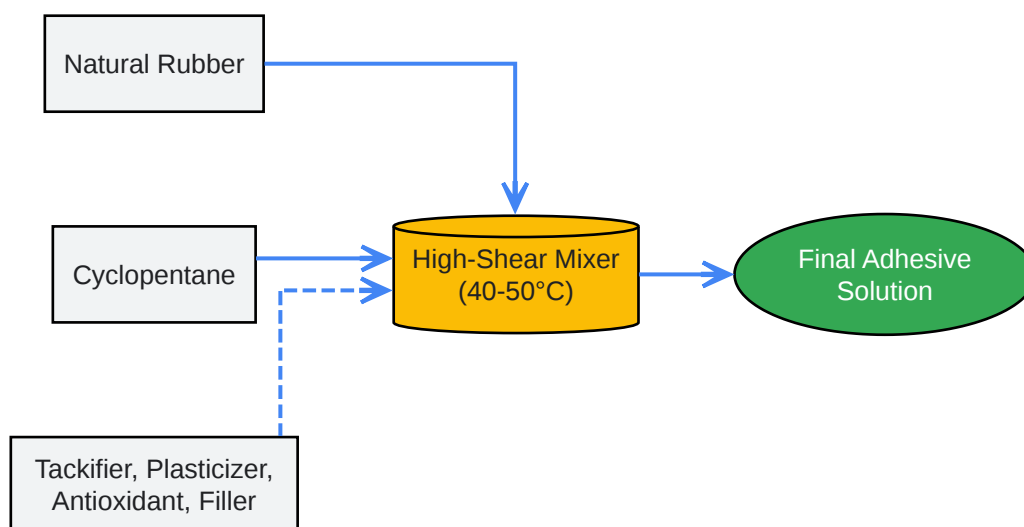 Natural Rubber
Cyclopentane
High-Shear Mixer
(40-50°C)
Final Adhesive
Solution
Tackifier, Plasticizer,
Antioxidant, Filler